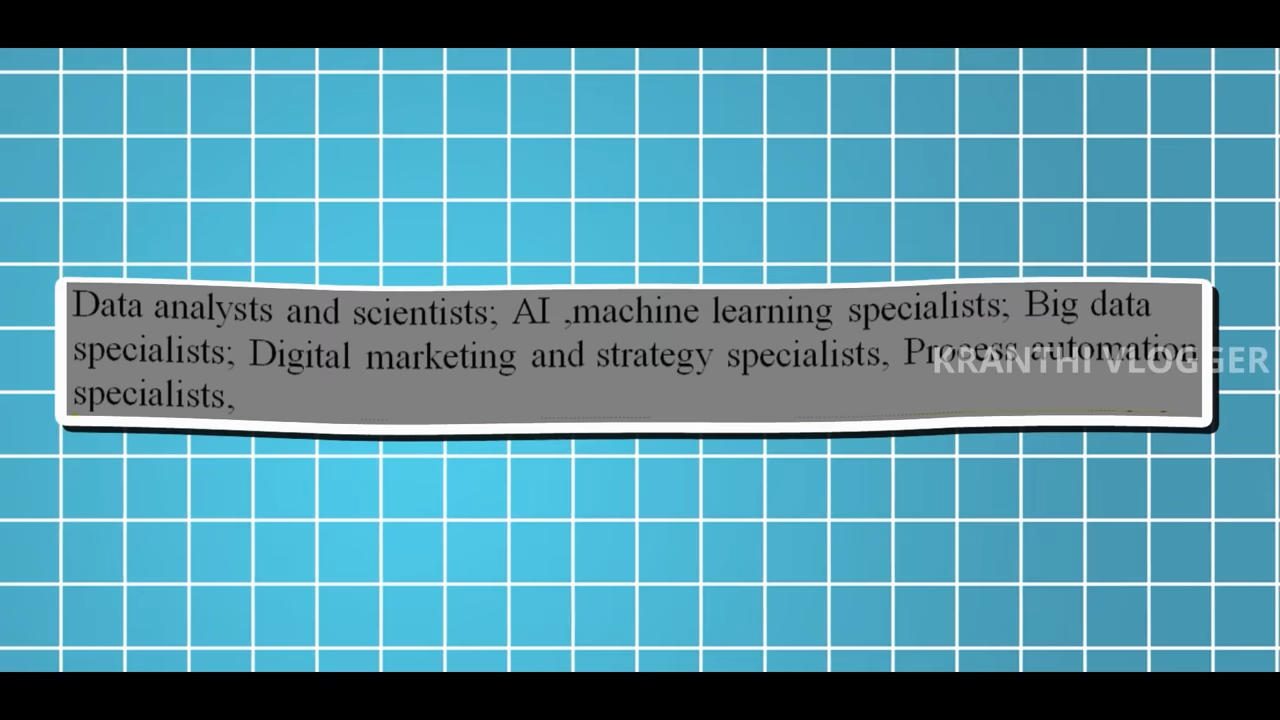 Data analysts and scientists; AI ,machine learning specialists; Big data
specialists; Digital marketing and strategy specialists, Process automation
specialists,
KRANTHI VLOGGER